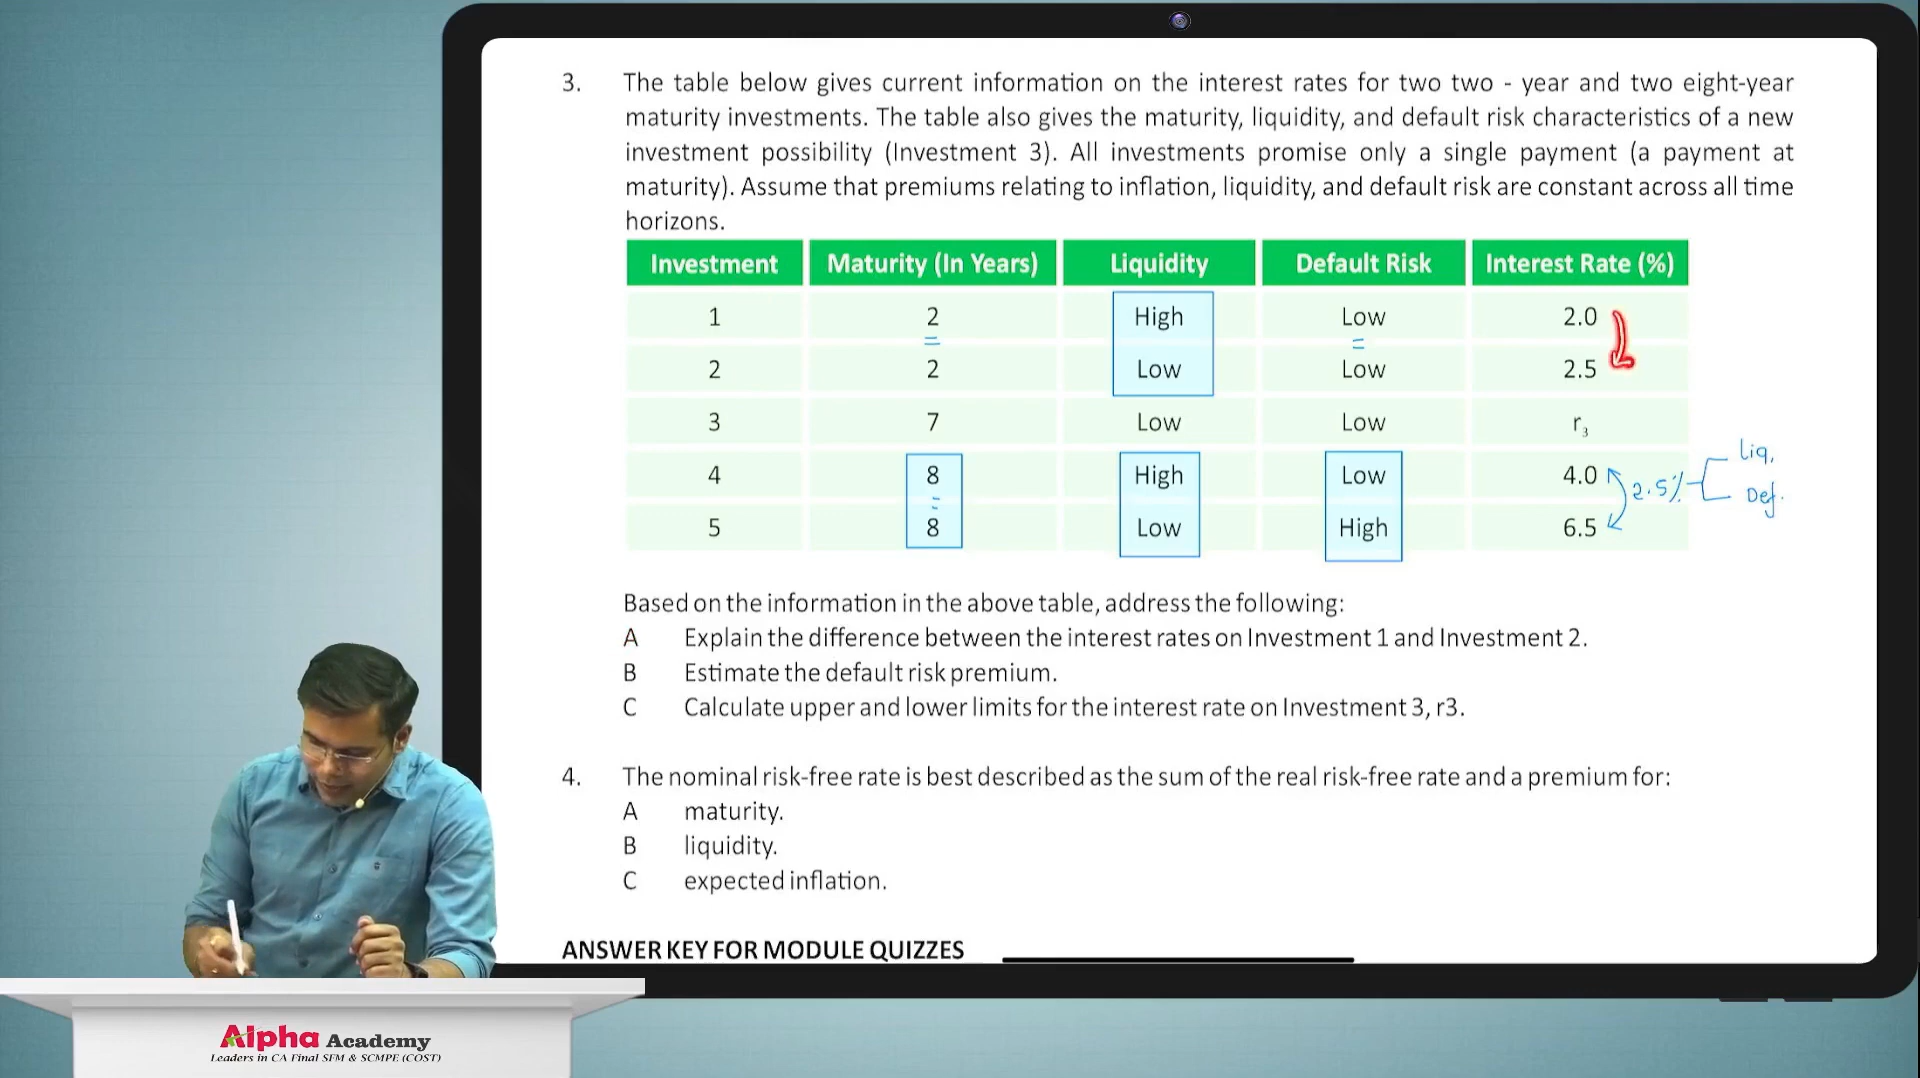 3. The table below gives current information on the interest rates for two two - year and two eight-year
maturity investments. The table also gives the maturity, liquidity, and default risk characteristics of a new
investment possibility (Investment 3). All investments promise only a single payment (a payment at
maturity). Assume that premiums relating to inflation, liquidity, and default risk are constant across all time
horizons.
Investment Maturity (In Years) Liquidity Default Risk Interest Rate (%)
1 2 High Low 2.0
2 2 Low Low 2.5
3 7 Low Low r3
4 8 High Low 4.0
5 8 Low High 6.5
2.5%
Liq.
Def.
Based on the information in the above table, address the following:
A Explain the difference between the interest rates on Investment 1 and Investment 2.
B Estimate the default risk premium.
C Calculate upper and lower limits for the interest rate on Investment 3, r3.
4. The nominal risk-free rate is best described as the sum of the real risk-free rate and a premium for:
A maturity.
B liquidity.
C expected inflation.
ANSWER KEY FOR MODULE QUIZZES
Alpha Academy
Leaders in CA Final SFM & SCMPE (COST)